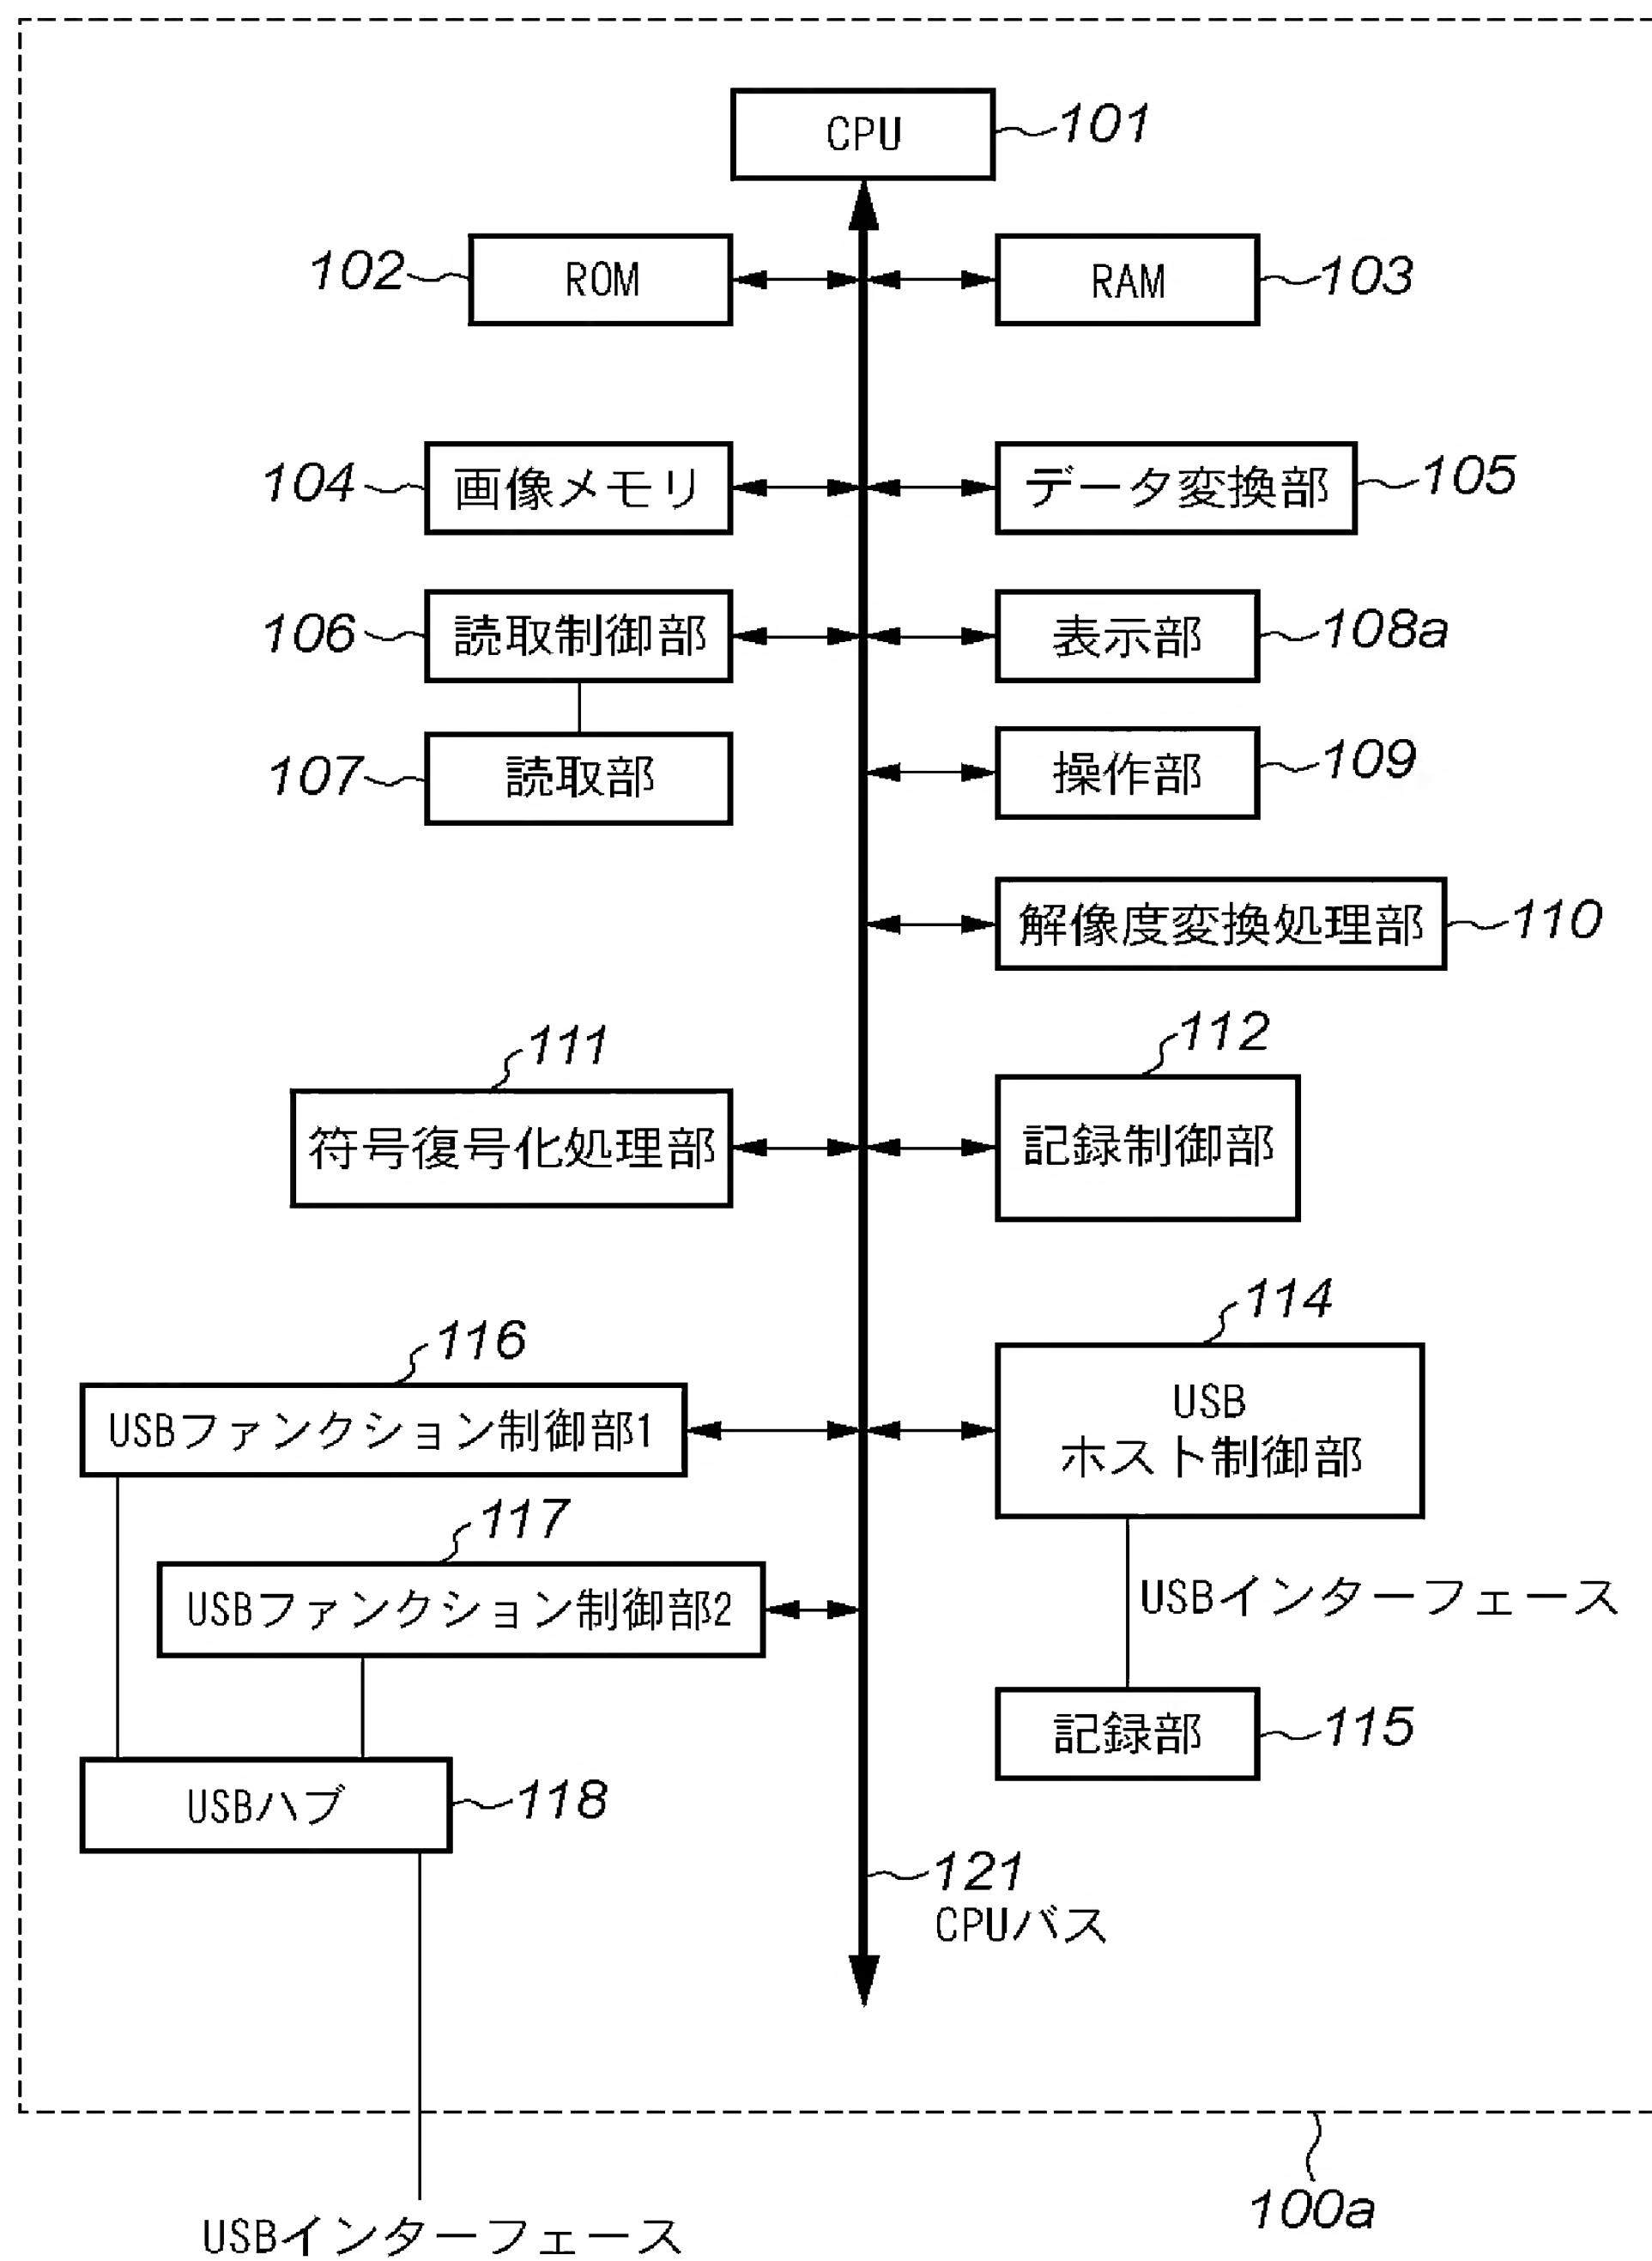 CPU
101
102
ROM
RAM
103
104
画像メモリ
データ変換部
105
106
読取制御部
表示部
108a
107
読取部
操作部
109
解像度変換処理部
110
111
符号復号化処理部
112
記録制御部
116
USBファンクション制御部1
114
USB
ホスト制御部
117
USBファンクション制御部2
USBインターフェース
記録部
115
USBハブ
118
121
CPUバス
100a
USBインターフェース